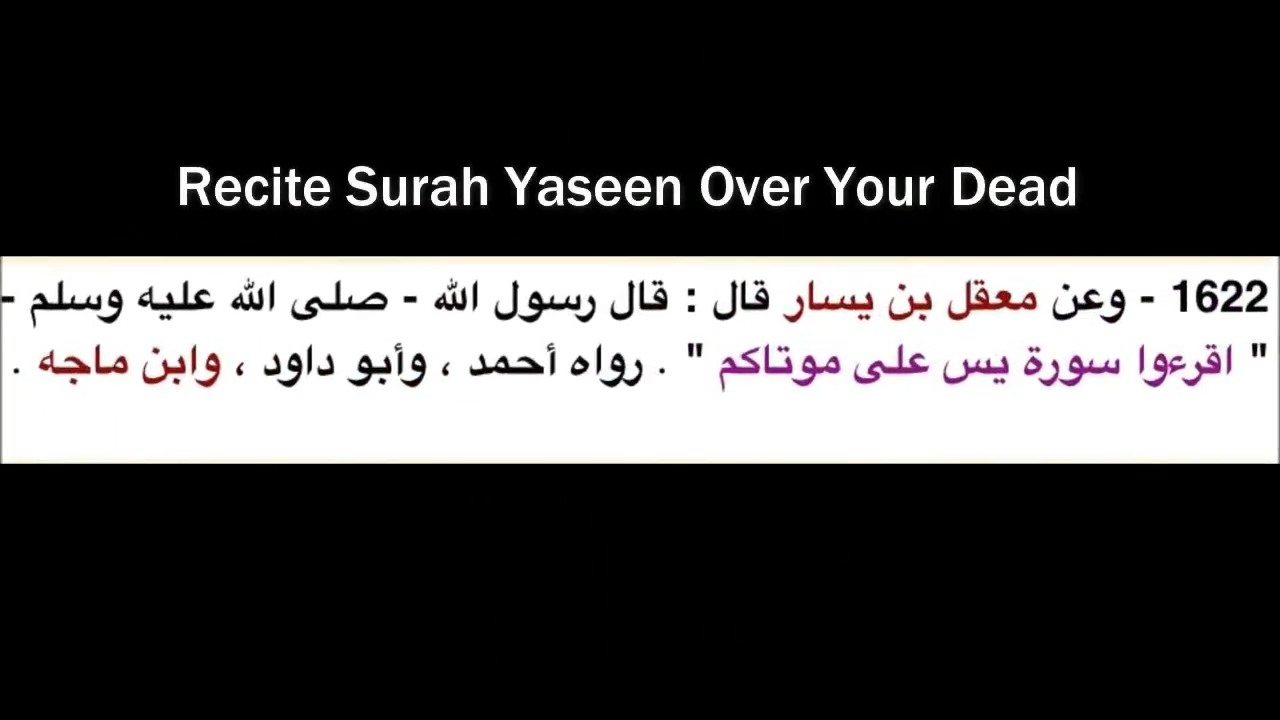 Recite Surah Yaseen Over Your Dead
1622 - وعن معقل بن يسار قال : قال رسول الله - صلى الله عليه وسلم -
" اقرءوا سورة يس على موتاكم " . رواه أحمد ، وأبو داود ، وابن ماجه .